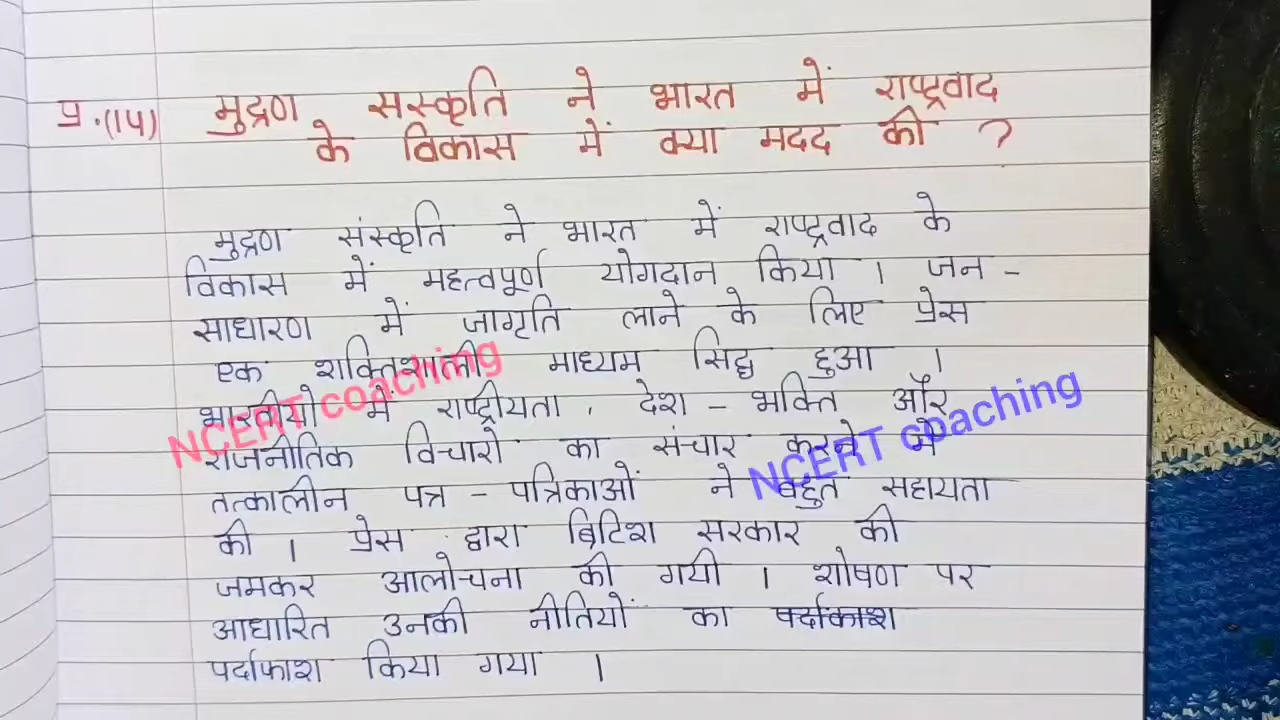 प्र.(14) मुद्रण सस्कृति ने भारत में राष्ट्रवाद
के विकास में क्या मदद की ?
मुद्रण संस्कृति ने भारत में राष्ट्रवाद के
विकास में महत्वपूर्ण योगदान किया । जन -
साधारण में जागृति लाने के लिए प्रेस
एक शक्तिशाली माध्यम सिद्ध हुआ ।
भारतीयो में राष्ट्रीयता, देश - भक्ति और
राजनीतिक विचारो का संचार करने में
तत्कालीन पत्र - पत्रिकाओं ने बहुत सहायता
की । प्रेस द्वारा ब्रिटिश सरकार की
जमकर आलोचना की गयी । शोषण पर
आधारित उनकी नीतियों का पर्दाकाश
पर्दाफाश किया गया ।
NCERT coaching
NCERT coaching